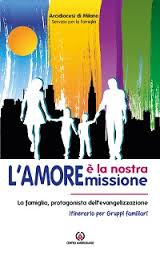 Arcidiocesi di Milano
Servizio per la famiglia
L'AMORE è la nostra missione
La famiglia, protagonista dell'evangelizzazione
Itinerario per Gruppi familiari
CENTRO AMBROSIANO